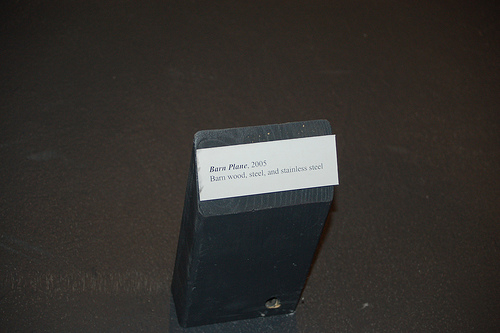 Barn Plane, 2005
Barn wood, steel, and stainless steel